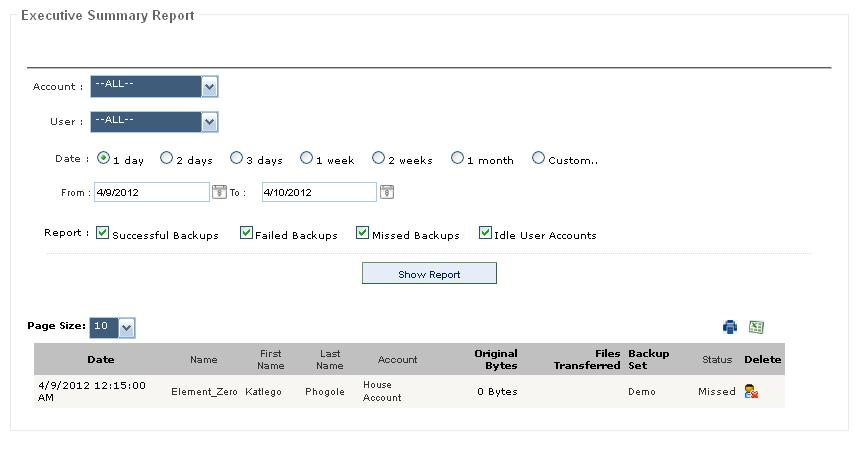 Executive Summary Report
Account : --ALL--
User : --ALL--
Date : 1 day 2 days 3 days 1 week 2 weeks 1 month Custom..
From : 4/9/2012 To : 4/10/2012
Report : Successful Backups Failed Backups Missed Backups Idle User Accounts
Show Report
Page Size: 10
Date Name First Name Last Name Account Original Bytes Files Transferred Backup Set Status Delete
4/9/2012 12:15:00 AM Element_Zero Katlego Phogole House Account 0 Bytes Demo Missed